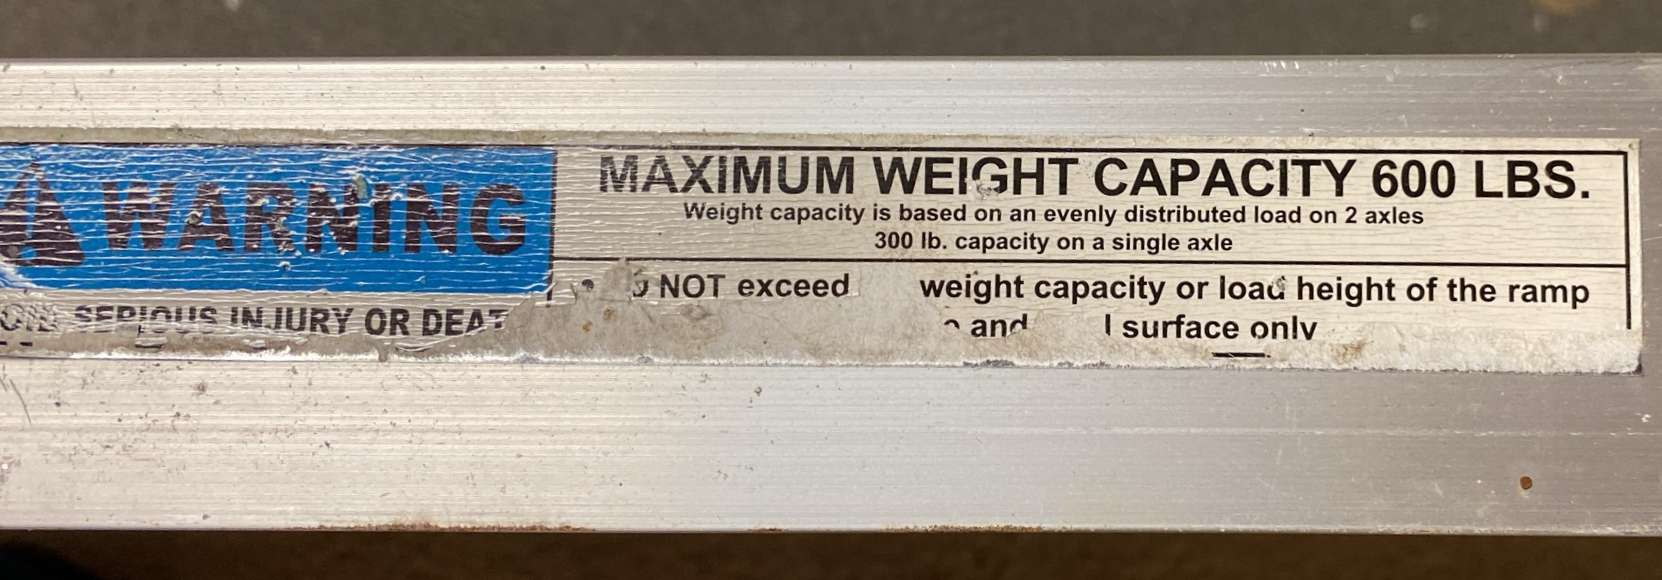 WARNING
SERIOUS INJURY OR
MAXIMUM WEIGHT CAPACITY 600 LBS.
Weight capacity is based on an evenly distributed load on 2 axles
300 lb. capacity on a single axle
• NOT exceed weight capacity or load height of the ramp
and surface only